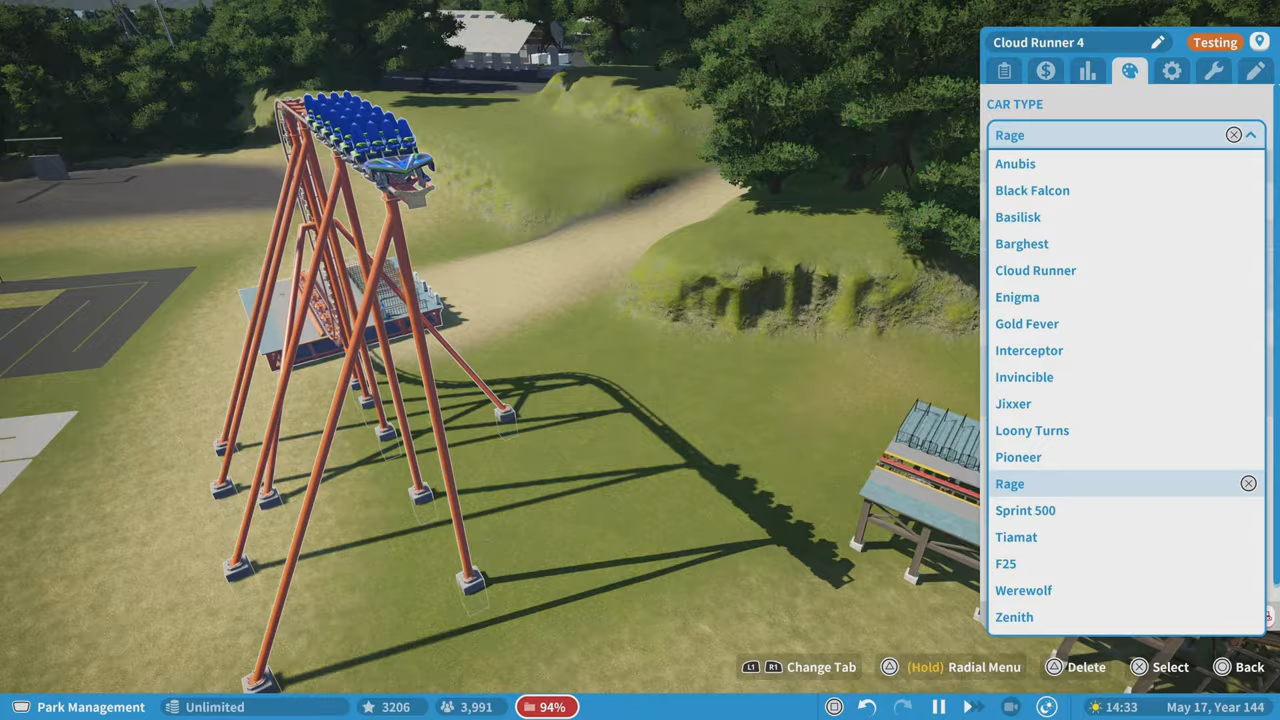 Cloud Runner 4
Testing
CAR TYPE
Rage
Anubis
Black Falcon
Basilisk
Barghest
Cloud Runner
Enigma
Gold Fever
Interceptor
Invincible
Jixxer
Loony Turns
Pioneer
Rage
Sprint 500
Tiamat
F25
Werewolf
Zenith
L1 R1 Change Tab (Hold) Radial Menu Delete Select Back
Park Management Unlimited 3206 3,991 94% 14:33 May 17, Year 144